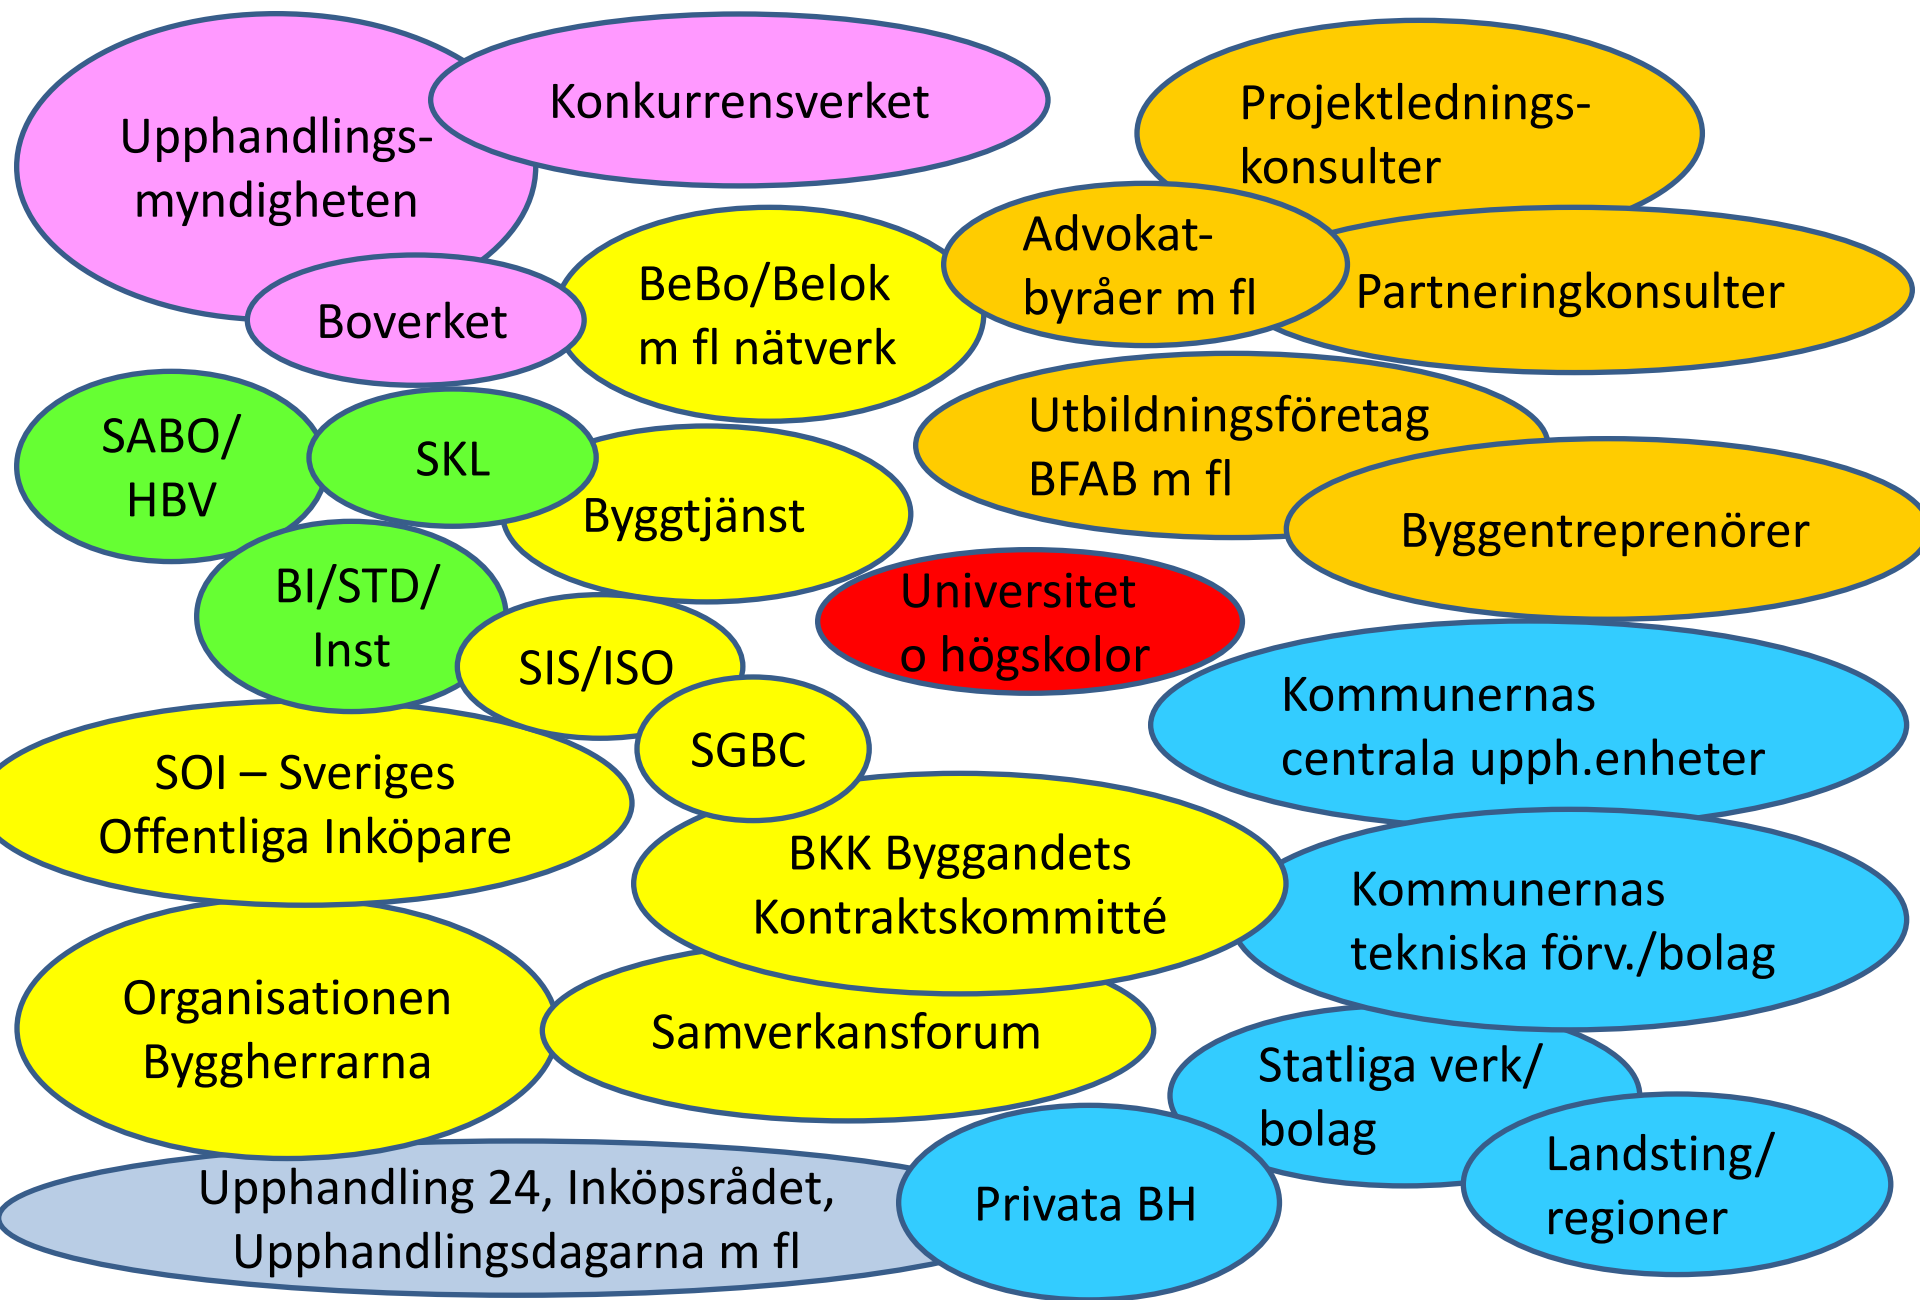 Upphandlings-
myndigheten
Konkurrensverket
Projektlednings-
konsulter
Advokat-
byråer m fl
BeBo/Belok
m fl nätverk
Partneringkonsulter
Boverket
SABO/
HBV
SKL
Utbildningsföretag
BFAB m fl
Byggtjänst
Byggentreprenörer
BI/STD/
Inst
Universitet
o högskolor
SIS/ISO
SGBC
Kommunernas
centrala upph.enheter
SOI – Sveriges
Offentliga Inköpare
BKK Byggandets
Kontraktskommitté
Kommunernas
tekniska förv./bolag
Organisationen
Byggherrarna
Samverkansforum
Statliga verk/
bolag
Landsting/
regioner
Upphandling 24, Inköpsrådet,
Upphandlingsdagarna m fl
Privata BH